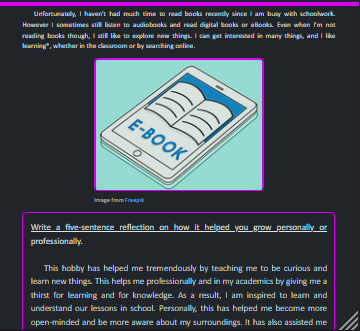 Unfortunately, I haven't had much time to read books recently since I am busy with schoolwork.
However I sometimes still listen to audiobooks and read digital books or eBooks. Even when I'm not
reading books though, I still like to explore new things. I can get interested in many things, and I like
learning*, whether in the classroom or by searching online.
E-BOOK
Image from Freepik
Write a five-sentence reflection on how it helped you grow personally or
professionally.
This hobby has helped me tremendously by teaching me to be curious and
learn new things. This helps me professionally and in my academics by giving me a
thirst for learning and for knowledge. As a result, I am inspired to learn and
understand our lessons in school. Personally, this has helped me become more
open-minded and be more aware about my surroundings. It has also assisted me